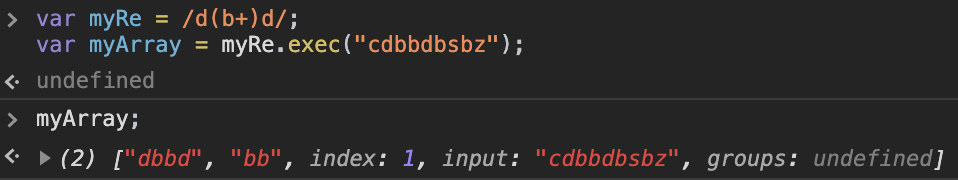 > var myRe = /d(b+)d/;
var myArray = myRe.exec("cdbbdbsbz");
undefined
> myArray;
(2) ["dbbd", "bb", index: 1, input: "cdbbdbsbz", groups: undefined]